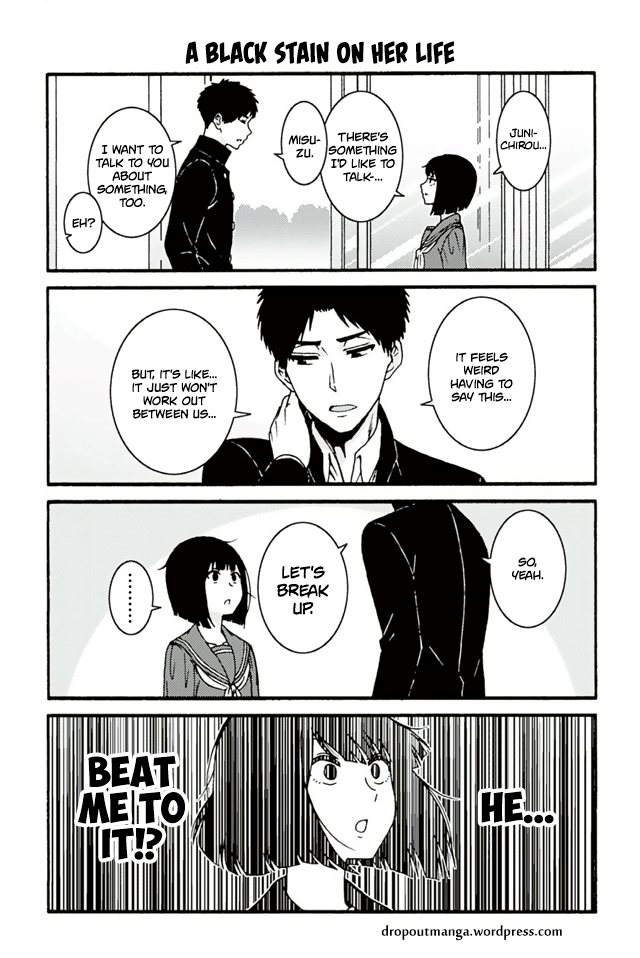 A BLACK STAIN ON HER LIFE
JUNI-
CHIROU...
THERE'S
SOMETHING
I'D LIKE
TO
TALK-...
MISU-
ZU.
I WANT TO
TALK TO YOU
ABOUT
SOMETHING,
TOO.
EH?
IT FEELS
WEIRD
HAVING TO
SAY THIS...
BUT, IT'S LIKE...
IT JUST WON'T
WORK OUT
BETWEEN US...
SO,
YEAH.
LET'S
BREAK
UP.
.........
HE...
BEAT
ME TO
IT!?
dropoutmanga.wordpress.com